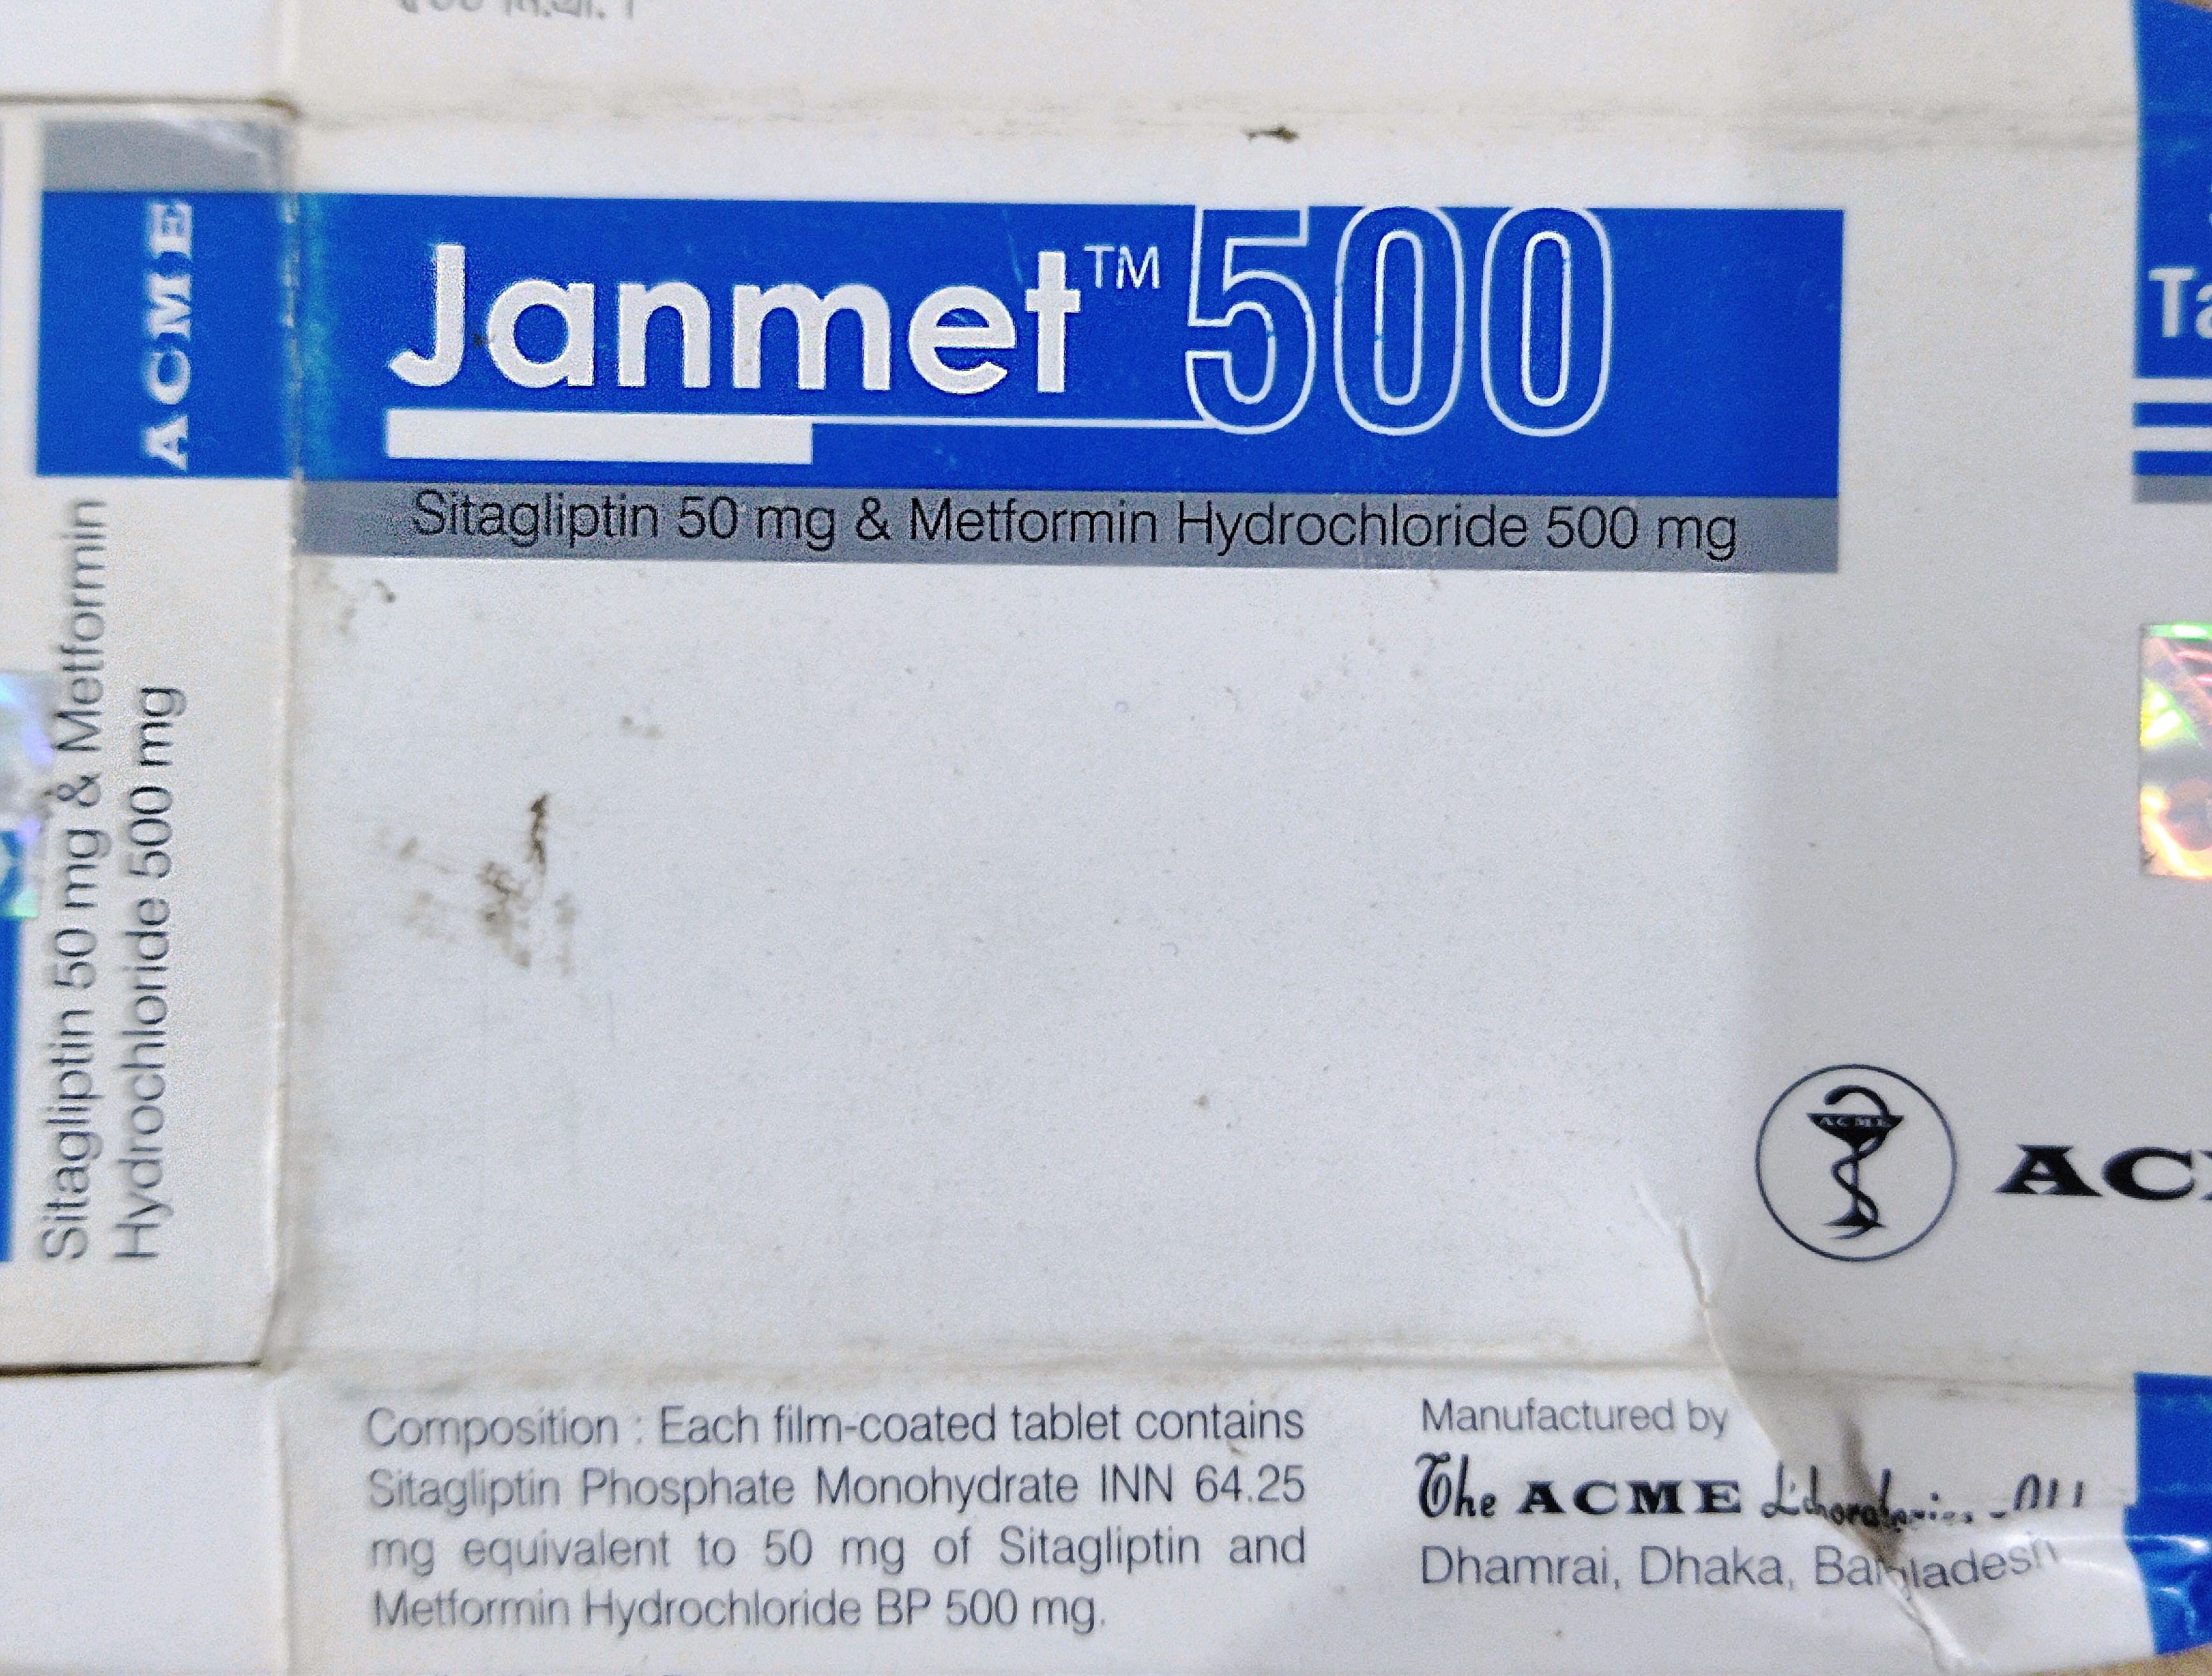 Janmet™ 500
Sitagliptin 50 mg & Metformin Hydrochloride 500 mg
ACME
Sitagliptin 50 mg & Metformin
Hydrochloride 500 mg
ACME
Composition : Each film-coated tablet contains
Sitagliptin Phosphate Monohydrate INN 64.25
mg equivalent to 50 mg of Sitagliptin and
Metformin Hydrochloride BP 500 mg.
Manufactured by
The ACME
Dhamrai, Dhaka, Bangladesh